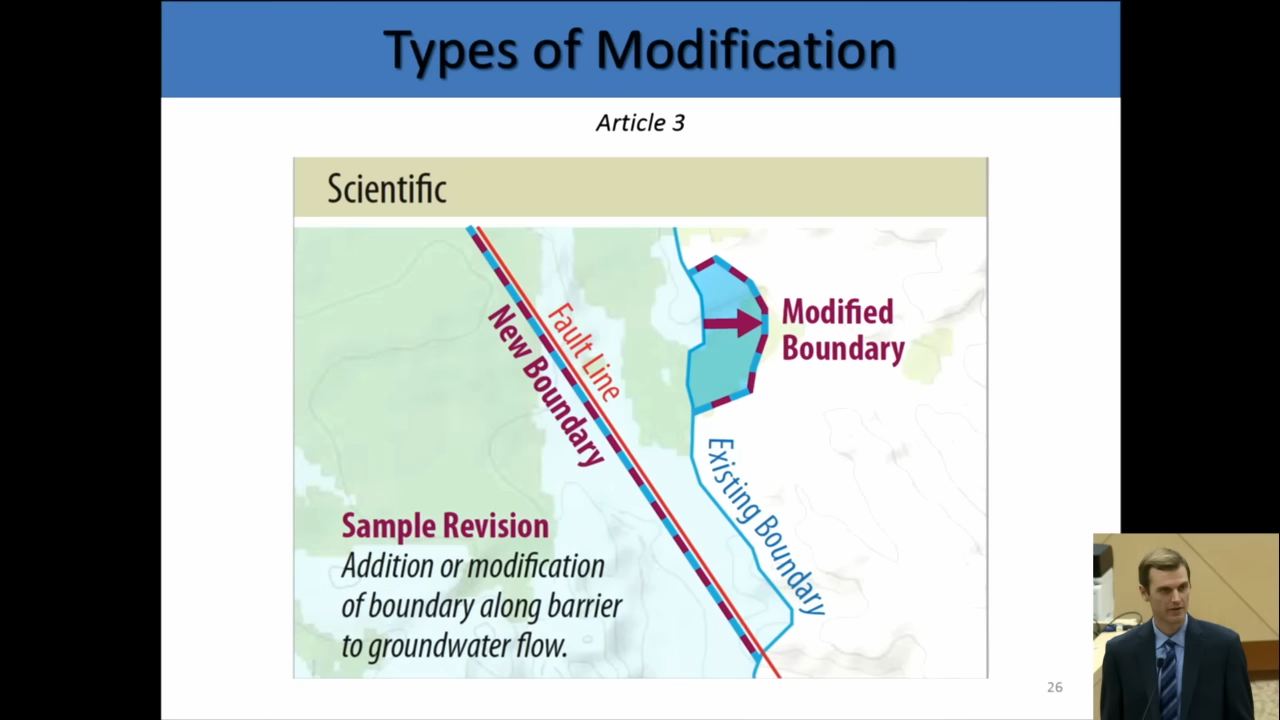 Types of Modification
Article 3
Scientific
Fault Line
New Boundary
Modified
Boundary
Existing Boundary
Sample Revision
Addition or modification
of boundary along barrier
to groundwater flow.
26